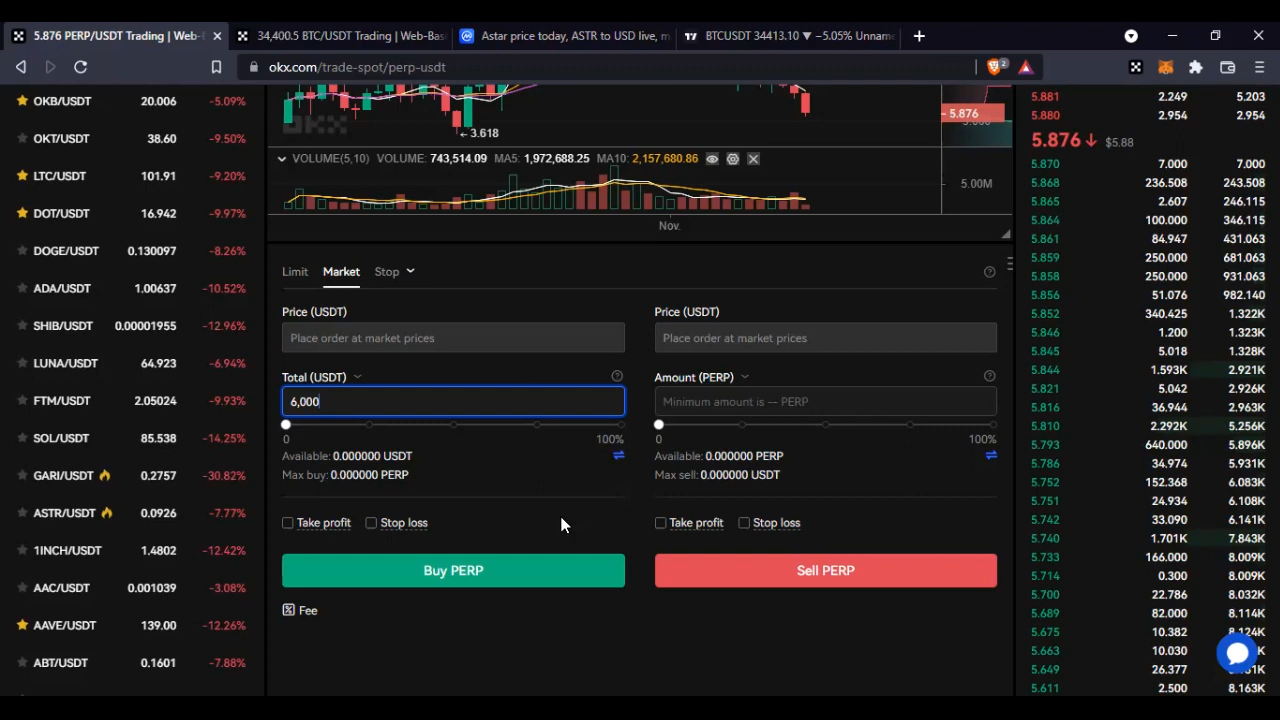 5.876 PERP/USDT Trading | Web-
34,400.5 BTC/USDT Trading | Web-Bas
Astar price today, ASTR to USD live, m
BTCUSDT 34413.10 ▼ −5.05% Unname
okx.com/trade-spot/perp-usdt
2
OKB/USDT 20.006 -5.09%
OKT/USDT 38.60 -9.50%
LTC/USDT 101.91 -9.20%
DOT/USDT 16.942 -9.97%
DOGE/USDT 0.130097 -8.26%
ADA/USDT 1.00637 -10.52%
SHIB/USDT 0.00001955 -12.96%
LUNA/USDT 64.923 -6.94%
FTM/USDT 2.05024 -9.93%
SOL/USDT 85.538 -14.25%
GARI/USDT 0.2757 -30.82%
ASTR/USDT 0.0926 -7.77%
1INCH/USDT 1.4802 -12.42%
AAC/USDT 0.001039 -3.08%
AAVE/USDT 139.00 -12.26%
ABT/USDT 0.1601 -7.88%
5.876
OKX
← 3.618
VOLUME(5,10) VOLUME: 743,514.09 MA5: 1,972,688.25 MA10: 2,157,680.86
5.00M
Nov.
Limit Market Stop
Price (USDT)
Place order at market prices
Total (USDT)
6,000
0 100%
Available: 0.000000 USDT
Max buy: 0.000000 PERP
Take profit Stop loss
Buy PERP
Fee
Price (USDT)
Place order at market prices
Amount (PERP)
Minimum amount is -- PERP
0 100%
Available: 0.000000 PERP
Max sell: 0.000000 USDT
Take profit Stop loss
Sell PERP
5.881 2.249 5.203
5.880 2.954 2.954
5.876↓ $5.88
5.870 7.000 7.000
5.868 236.508 243.508
5.865 2.607 246.115
5.864 100.000 346.115
5.861 84.947 431.063
5.859 250.000 681.063
5.858 250.000 931.063
5.856 51.076 982.140
5.852 340.425 1.322K
5.846 1.200 1.323K
5.845 5.018 1.328K
5.844 1.593K 2.921K
5.821 5.042 2.926K
5.816 36.944 2.963K
5.810 2.292K 5.256K
5.793 640.000 5.896K
5.786 34.974 5.931K
5.752 152.368 6.083K
5.751 24.934 6.108K
5.742 33.090 6.141K
5.740 1.701K 7.843K
5.733 166.000 8.009K
5.714 0.300 8.009K
5.700 22.786 8.032K
5.689 82.000 8.114K
5.675 10.382 8.124K
5.663 10.030
5.649 26.377
5.611 2.500 8.163K